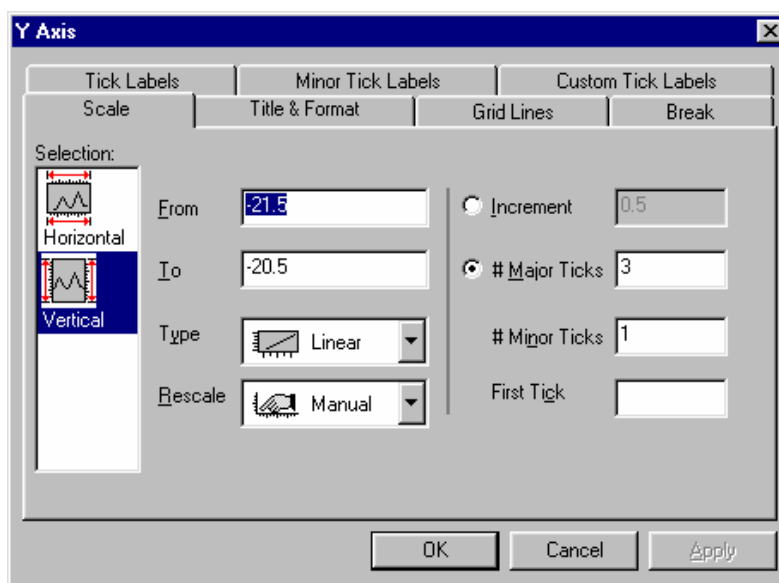 Y Axis
Tick Labels Minor Tick Labels Custom Tick Labels
Scale Title & Format Grid Lines Break
Selection:
Horizontal
Vertical
From -21.5
To -20.5
Type Linear
Rescale Manual
Increment 0.5
# Major Ticks 3
# Minor Ticks 1
First Tick
OK Cancel Apply